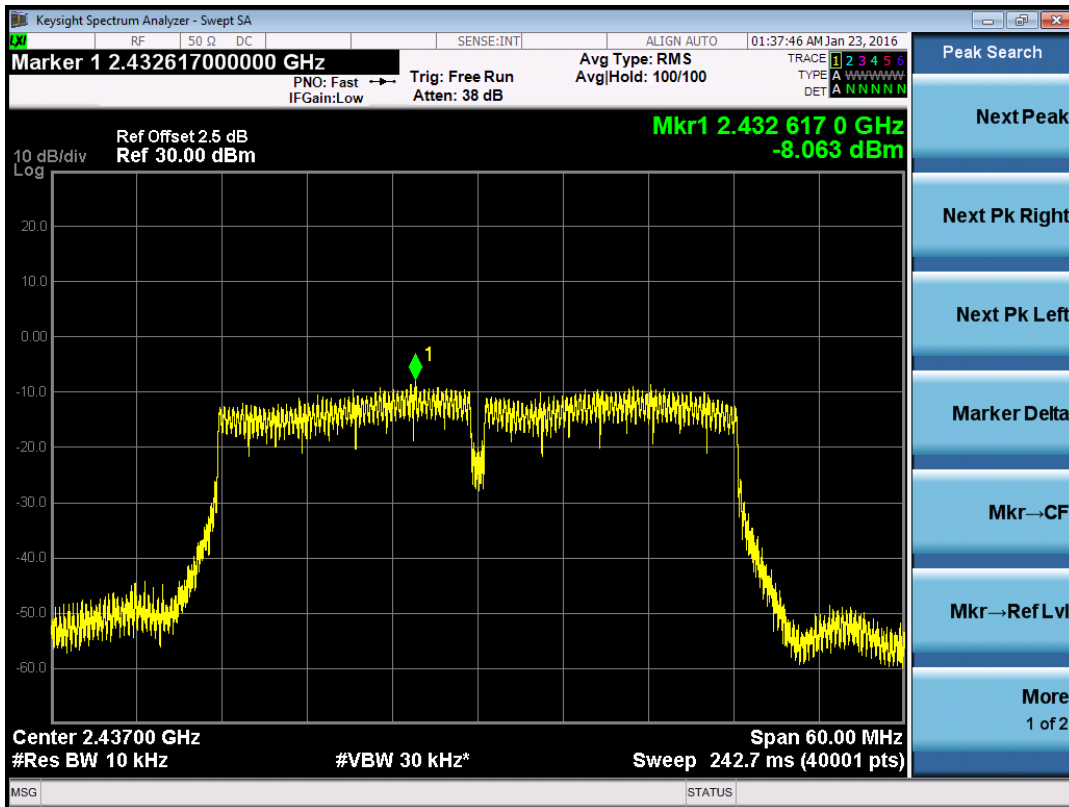 Keysight Spectrum Analyzer - Swept SA
LXI RF 50 Ω DC SENSE:INT ALIGN AUTO 01:37:46 AM Jan 23, 2016
Marker 1 2.432617000000 GHz
PNO: Fast
IFGain:Low
Trig: Free Run
Atten: 38 dB
Avg Type: RMS
Avg|Hold: 100/100
TRACE 1 2 3 4 5 6
TYPE A WWWWW
DET A N N N N N
Mkr1 2.432 617 0 GHz
-8.063 dBm
Ref Offset 2.5 dB
10 dB/div Ref 30.00 dBm
Log
20.0
10.0
0.00
1
-10.0
-20.0
-30.0
-40.0
-50.0
-60.0
Center 2.43700 GHz Span 60.00 MHz
#Res BW 10 kHz #VBW 30 kHz* Sweep 242.7 ms (40001 pts)
MSG STATUS
Peak Search
Next Peak
Next Pk Right
Next Pk Left
Marker Delta
Mkr→CF
Mkr→Ref Lvl
More
1 of 2